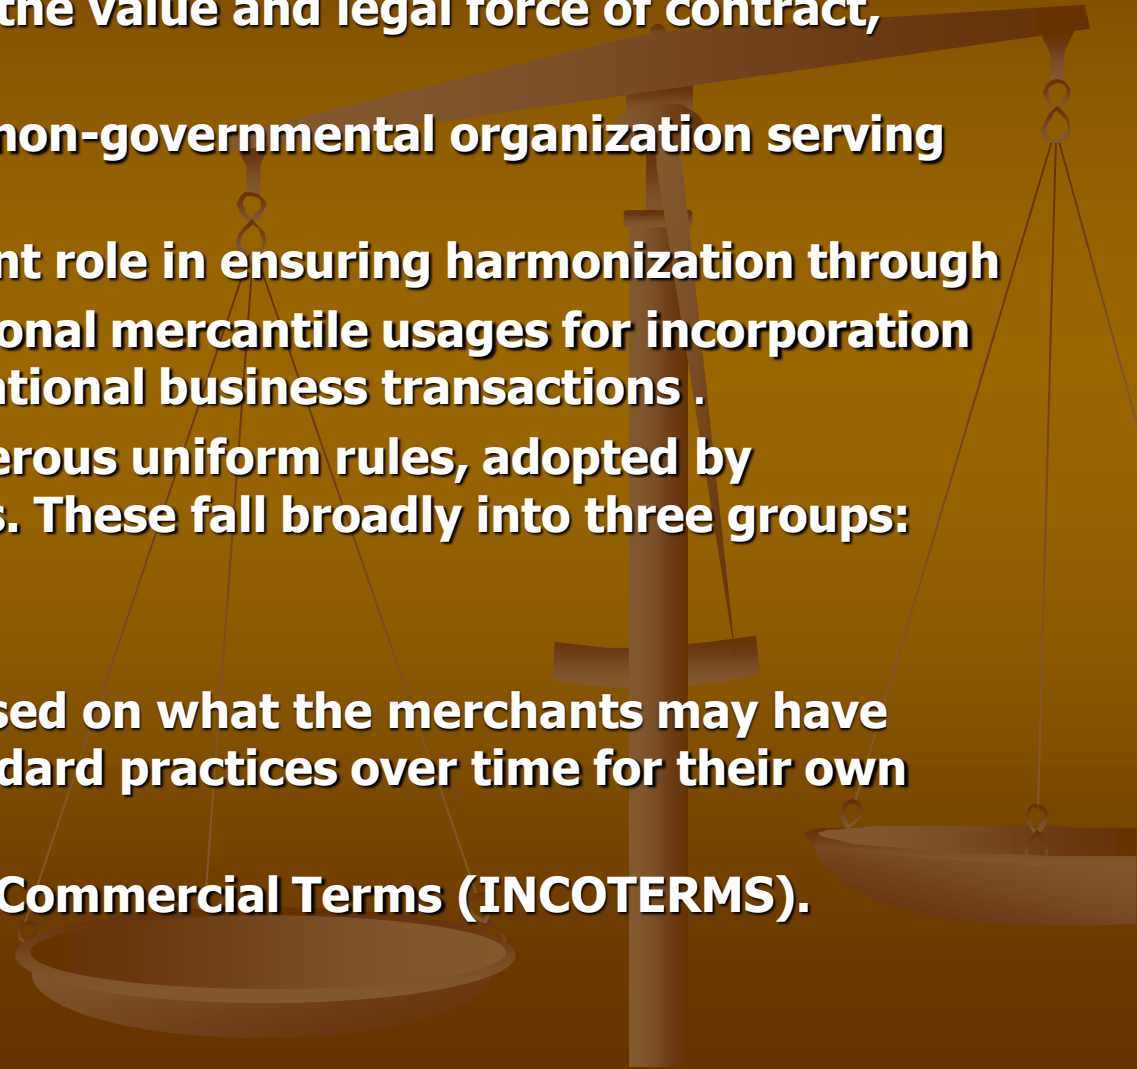 the value and legal force of contract,
non-governmental organization serving
nt role in ensuring harmonization through
onal mercantile usages for incorporation
ational business transactions .
erous uniform rules, adopted by
s. These fall broadly into three groups:
sed on what the merchants may have
dard practices over time for their own
Commercial Terms (INCOTERMS).